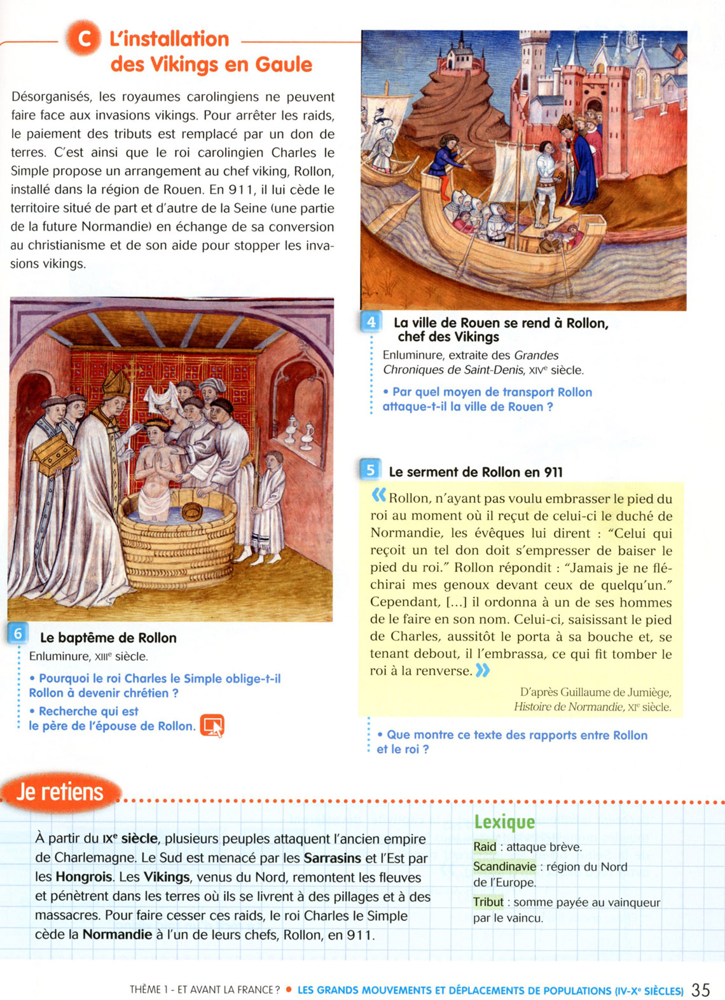 C L'installation
des Vikings en Gaule
Désorganisés, les royaumes carolingiens ne peuvent
faire face aux invasions vikings. Pour arrêter les raids,
le paiement des tributs est remplacé par un don de
terres. C'est ainsi que le roi carolingien Charles le
Simple propose un arrangement au chef viking, Rollon,
installé dans la région de Rouen. En 911, il lui cède le
territoire situé de part et d'autre de la Seine (une partie
de la future Normandie) en échange de sa conversion
au christianisme et de son aide pour stopper les inva-
sions vikings.
4 La ville de Rouen se rend à Rollon,
chef des Vikings
Enluminure, extraite des Grandes
Chroniques de Saint-Denis, XIVe siècle.
• Par quel moyen de transport Rollon
attaque-t-il la ville de Rouen ?
5 Le serment de Rollon en 911
« Rollon, n'ayant pas voulu embrasser le pied du
roi au moment où il reçut de celui-ci le duché de
Normandie, les évêques lui dirent : "Celui qui
reçoit un tel don doit s'empresser de baiser le
pied du roi." Rollon répondit : "Jamais je ne flé-
chirai mes genoux devant ceux de quelqu'un."
Cependant, [...] il ordonna à un de ses hommes
de le faire en son nom. Celui-ci, saisissant le pied
de Charles, aussitôt le porta à sa bouche et, se
tenant debout, il l'embrassa, ce qui fit tomber le
roi à la renverse. »
D'après Guillaume de Jumiège,
Histoire de Normandie, XIe siècle.
• Que montre ce texte des rapports entre Rollon
et le roi ?
6 Le baptême de Rollon
Enluminure, XIIIe siècle.
• Pourquoi le roi Charles le Simple oblige-t-il
Rollon à devenir chrétien ?
• Recherche qui est
le père de l'épouse de Rollon.
Je retiens
À partir du IXe siècle, plusieurs peuples attaquent l'ancien empire
de Charlemagne. Le Sud est menacé par les Sarrasins et l'Est par
les Hongrois. Les Vikings, venus du Nord, remontent les fleuves
et pénètrent dans les terres où ils se livrent à des pillages et à des
massacres. Pour faire cesser ces raids, le roi Charles le Simple
cède la Normandie à l'un de leurs chefs, Rollon, en 911.
Lexique
Raid : attaque brève.
Scandinavie : région du Nord
de l'Europe.
Tribut : somme payée au vainqueur
par le vaincu.
THÈME 1 - ET AVANT LA FRANCE ? • LES GRANDS MOUVEMENTS ET DÉPLACEMENTS DE POPULATIONS (IV-Xe SIÈCLES) 35